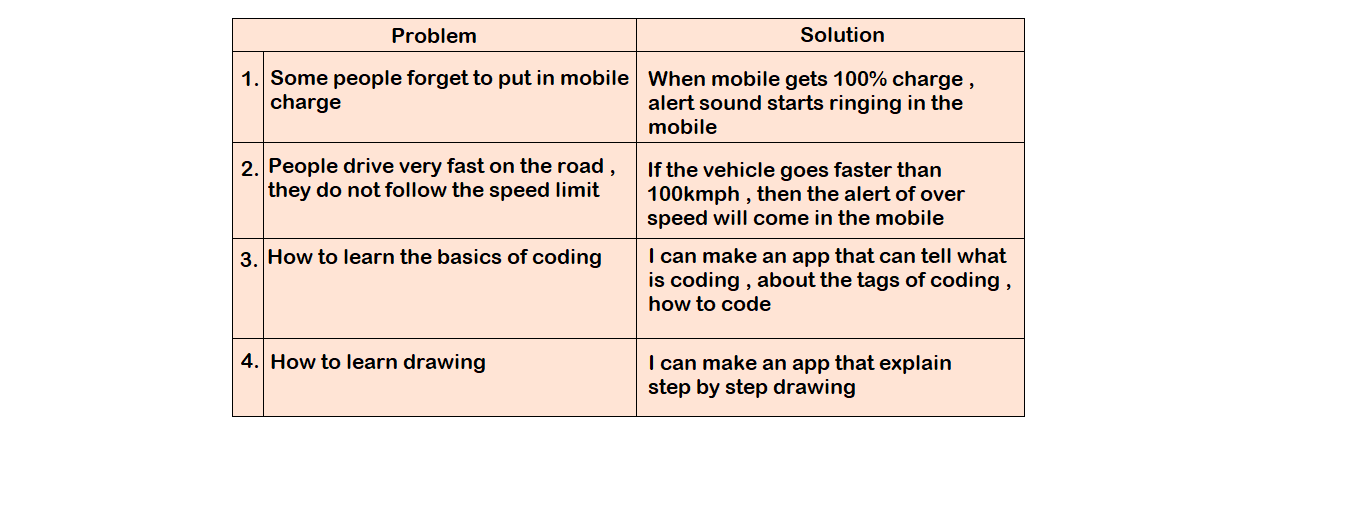 Problem
Solution
1. Some people forget to put in mobile
charge
When mobile gets 100% charge ,
alert sound starts ringing in the
mobile
2. People drive very fast on the road ,
they do not follow the speed limit
If the vehicle goes faster than
100kmph , then the alert of over
speed will come in the mobile
3. How to learn the basics of coding
I can make an app that can tell what
is coding , about the tags of coding ,
how to code
4. How to learn drawing
I can make an app that explain
step by step drawing